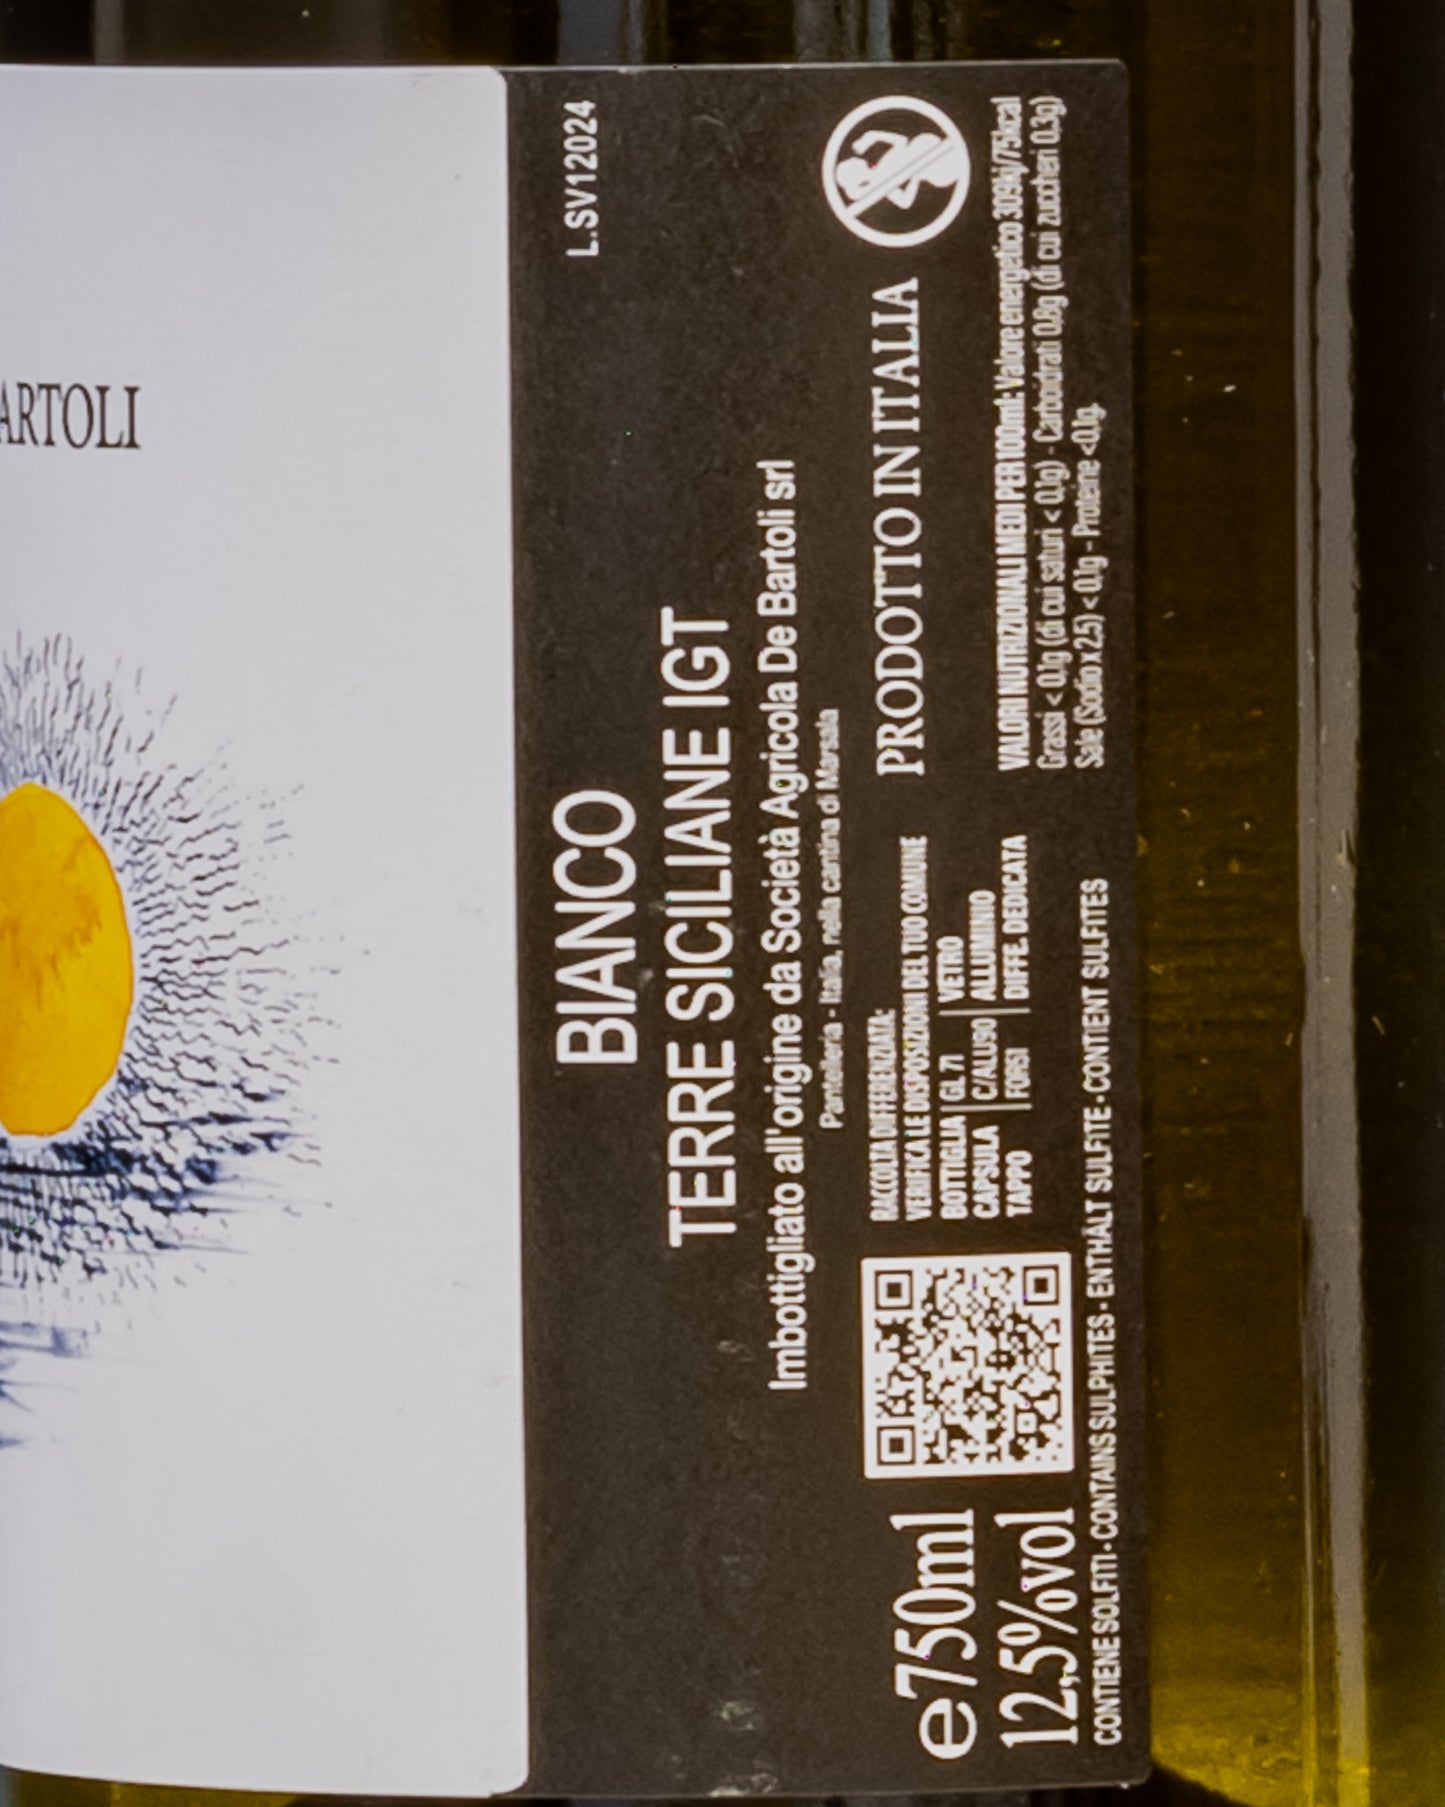 ARTOLI
L.SV12024
BIANCO
TERRE SICILIANE IGT
Imbottigliato all'origine da Società Agricola De Bartoli srl
Pantelleria - Italia, nella cantina di Marsala
PRODOTTO IN ITALIA
RACCOLTA DIFFERENZIATA:
VERIFICA LE DISPOSIZIONI DEL TUO COMUNE
BOTTIGLIA | GL 71 | VETRO
CAPSULA | C/ALU90 | ALLUMINIO
TAPPO | FOR51 | DIFFE. DEDICATA
VALORI NUTRIZIONALI MEDI PER 100ml: Valore energetico 309kj/75kcal
Grassi < 0,1g (di cui saturi < 0,1g) - Carboidrati 0.8g (di cui zuccheri 0.3g)
Sale (Sodio x 2.5) < 0.1g - Proteine <0.1g.
e750ml
12,5%vol
CONTIENE SOLFITI • CONTAINS SULPHITES • ENTHÄLT SULFITE • CONTIENT SULFITES